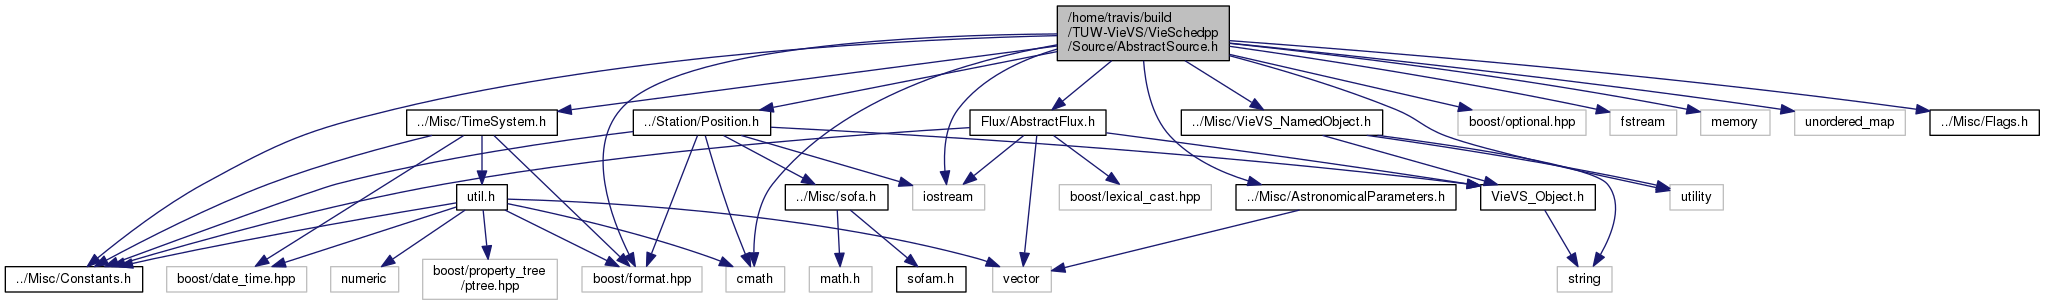 /home/travis/build
/TUW-VieVS/VieSchedpp
/Source/AbstractSource.h
../Misc/TimeSystem.h
../Station/Position.h
Flux/AbstractFlux.h
../Misc/VieVS_NamedObject.h
boost/optional.hpp
fstream
memory
unordered_map
../Misc/Flags.h
util.h
../Misc/sofa.h
iostream
boost/lexical_cast.hpp
../Misc/AstronomicalParameters.h
VieVS_Object.h
utility
../Misc/Constants.h
boost/date_time.hpp
numeric
boost/property_tree
/ptree.hpp
boost/format.hpp
cmath
math.h
sofam.h
vector
string